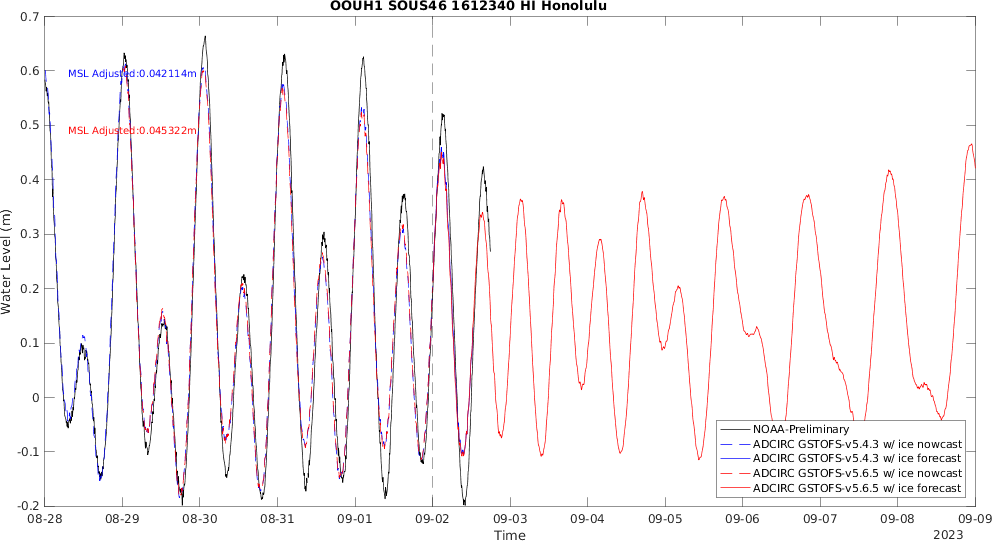 OOUH1 SOUS46 1612340 HI Honolulu
0.7
0.6
0.5
0.4
0.3
0.2
0.1
0
-0.1
-0.2
Water Level (m)
MSL Adjusted:0.042114m
MSL Adjusted:0.045322m
NOAA-Preliminary
ADCIRC GSTOFS-v5.4.3 w/ ice nowcast
ADCIRC GSTOFS-v5.4.3 w/ ice forecast
ADCIRC GSTOFS-v5.6.5 w/ ice nowcast
ADCIRC GSTOFS-v5.6.5 w/ ice forecast
08-28 08-29 08-30 08-31 09-01 09-02 09-03 09-04 09-05 09-06 09-07 09-08 09-09
Time
2023